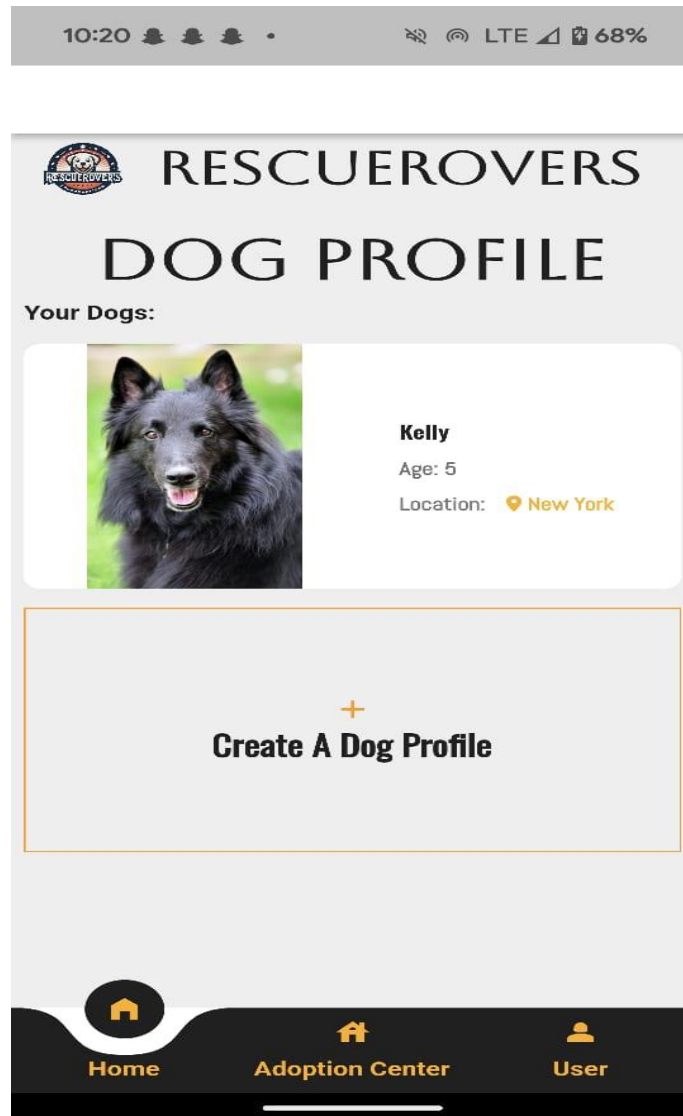 10:20 LTE 68%
RESCUEROVERS RESCUEROVERS
DOG PROFILE
Your Dogs:
Kelly
Age: 5
Location: New York
+
Create A Dog Profile
Home Adoption Center User